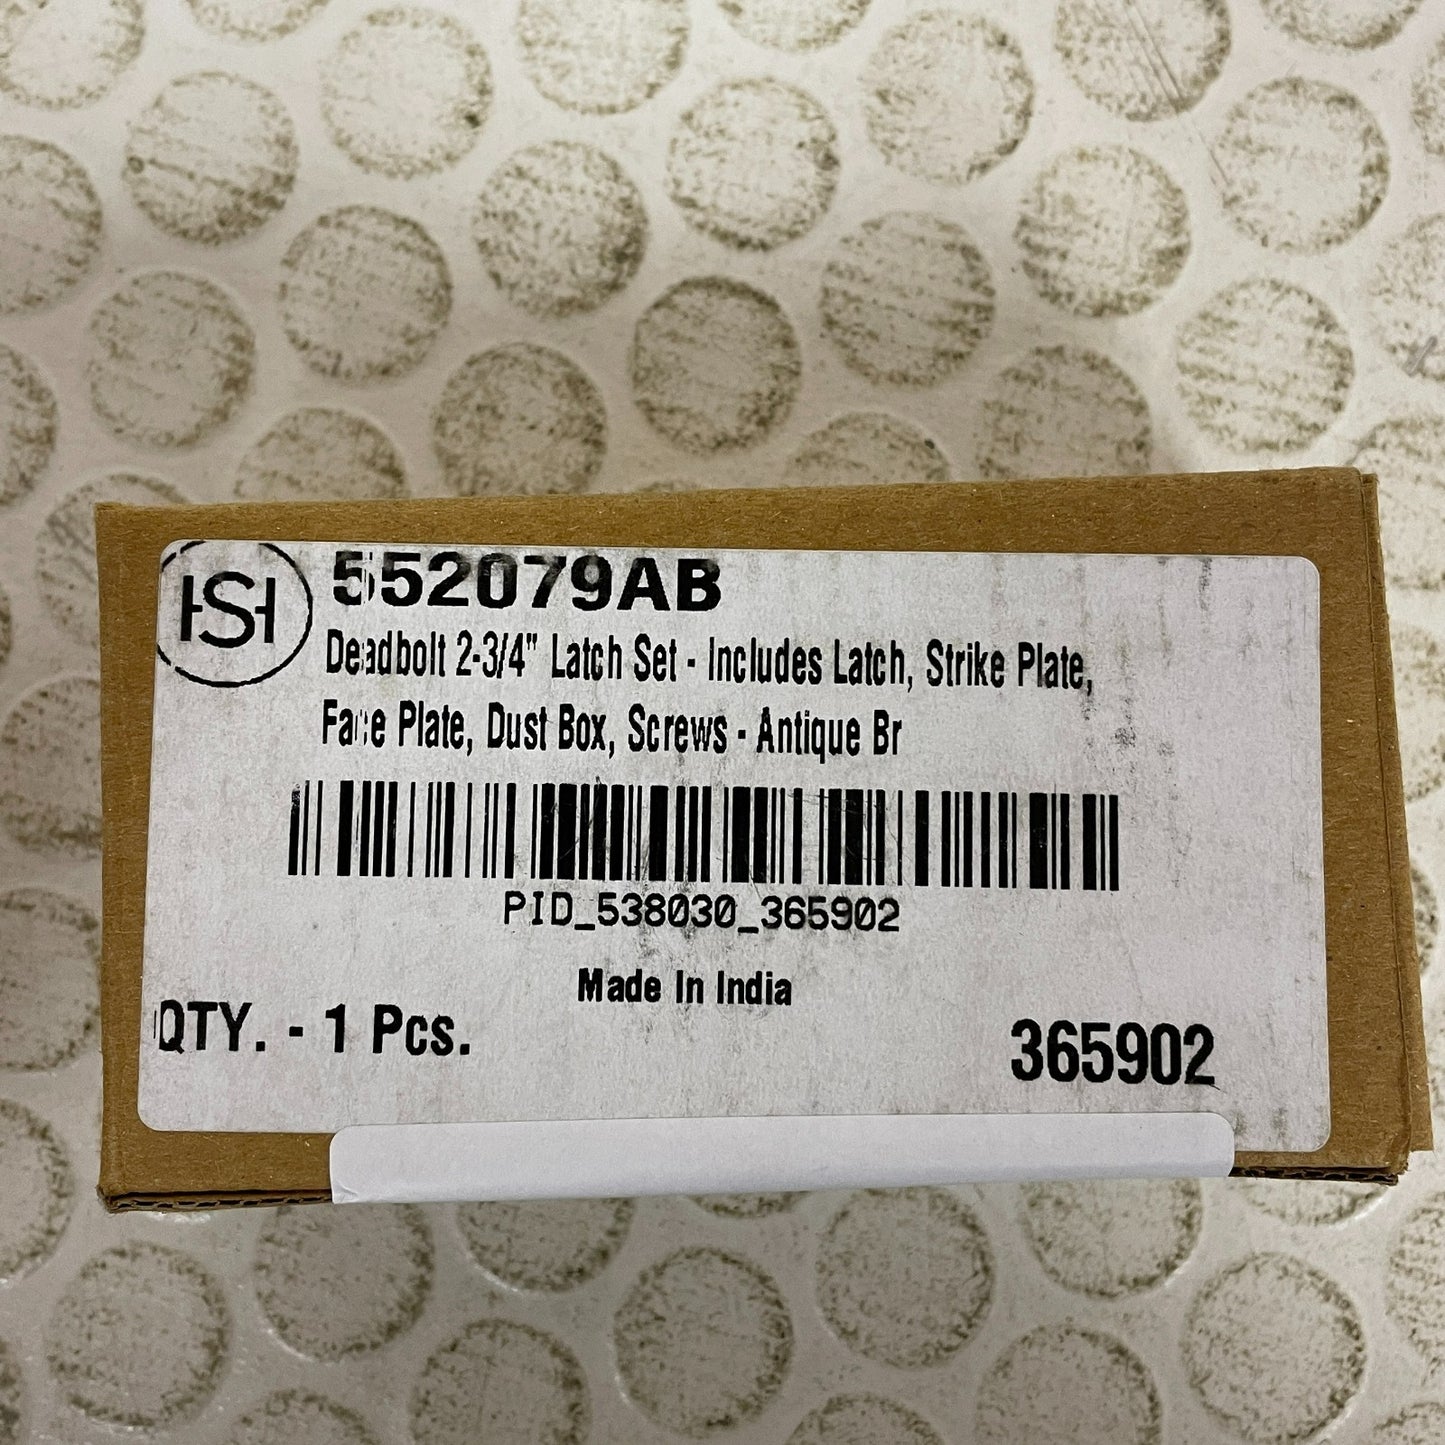 HSH
552079AB
Deadbolt 2-3/4" Latch Set - Includes Latch, Strike Plate,
Face Plate, Dust Box, Screws - Antique Br
PID_538030_365902
Made In India
QTY. - 1 Pcs.
365902